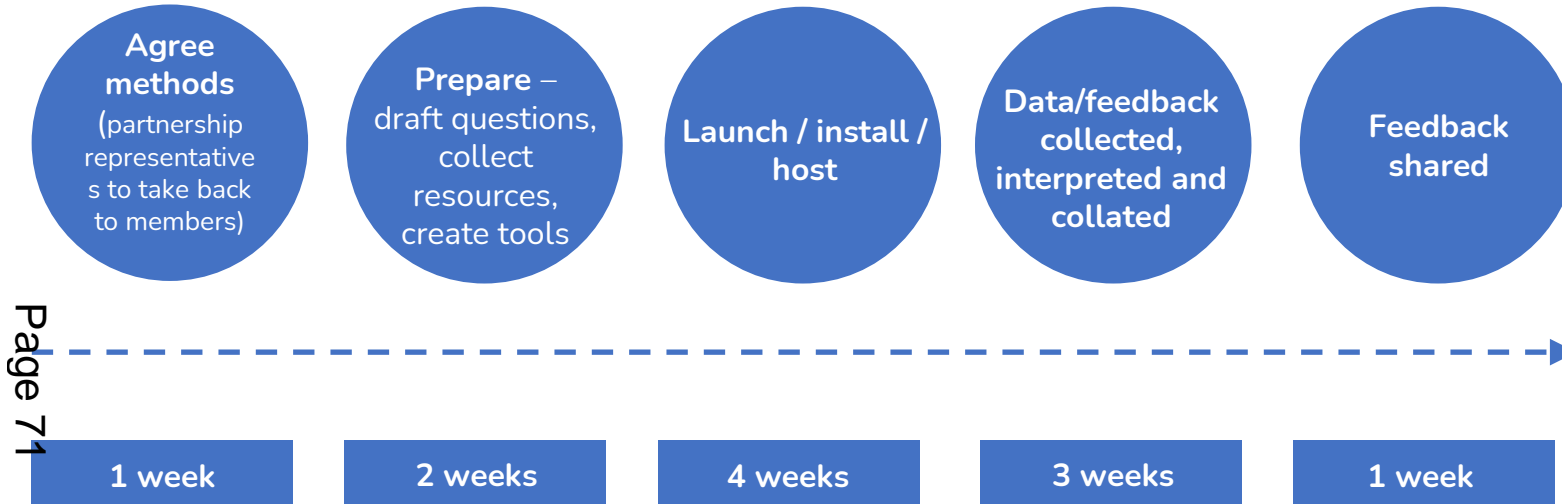 Agree
methods
(partnership
representative
s to take back
to members)
Prepare –
draft questions,
collect
resources,
create tools
Launch / install /
host
Data/feedback
collected,
interpreted and
collated
Feedback
shared
Page 71
1 week
2 weeks
4 weeks
3 weeks
1 week